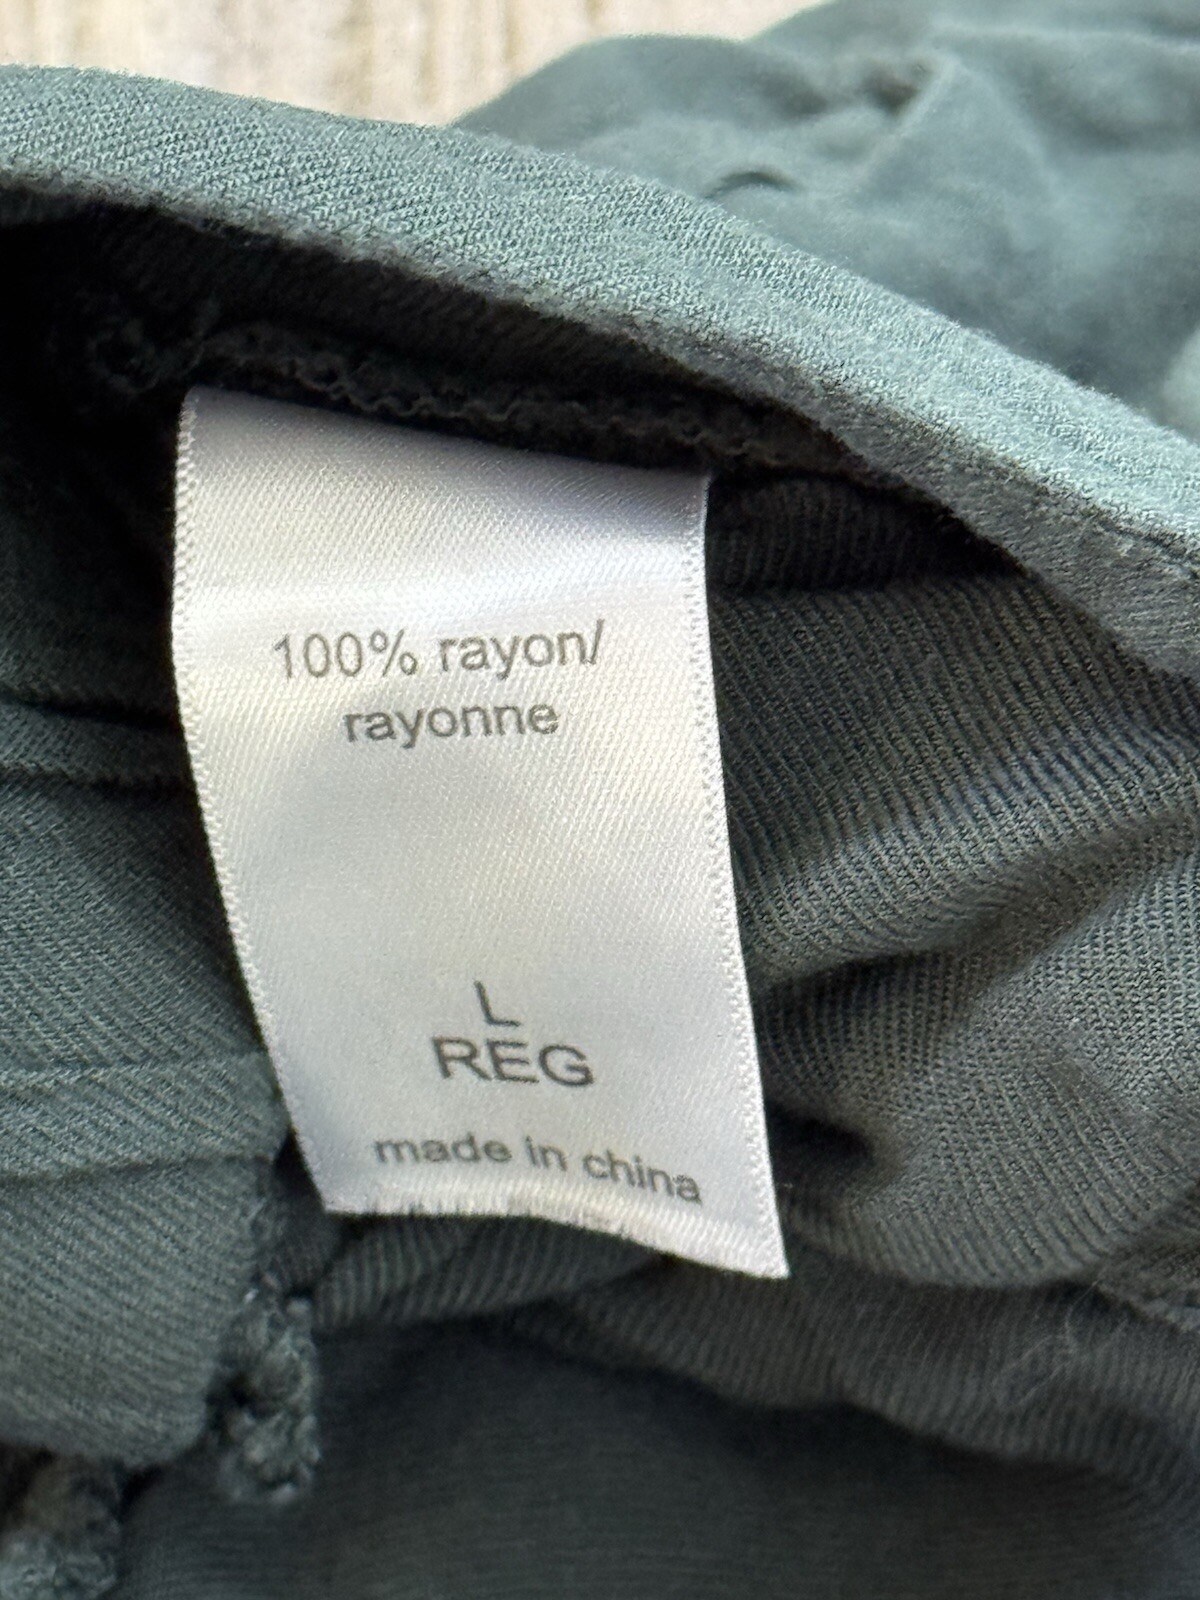 100% rayon/
rayonne
L
REG
made in china